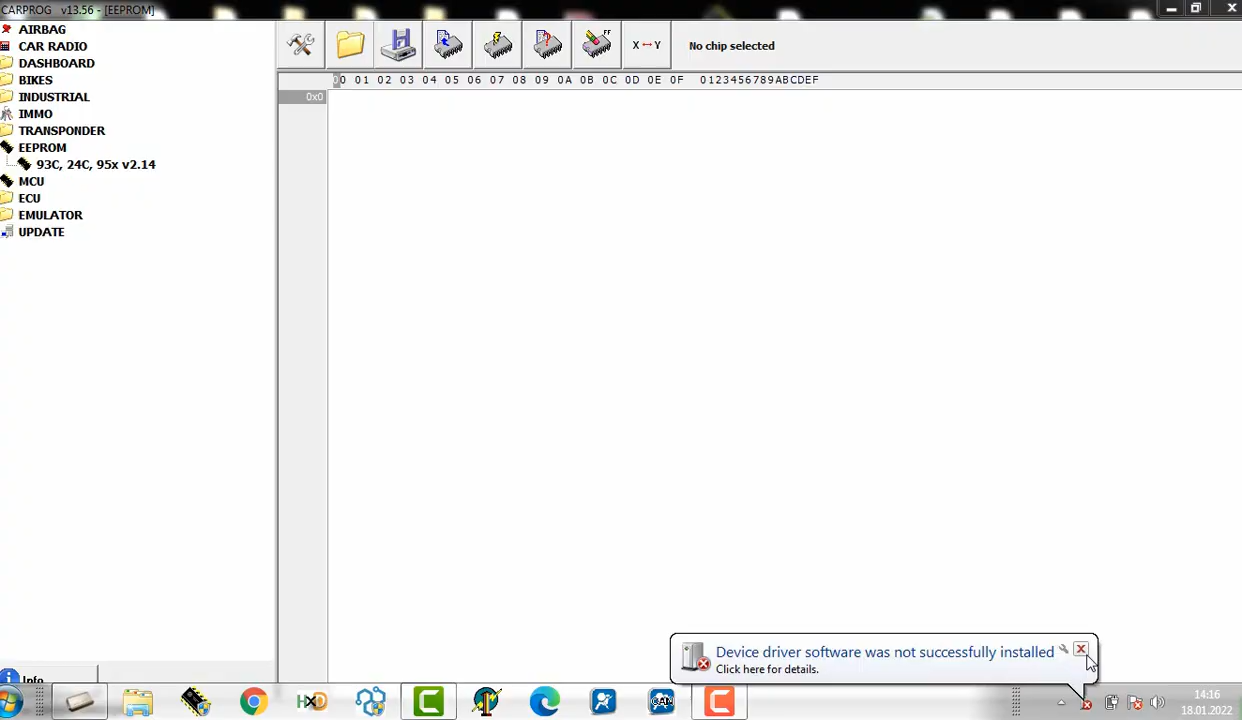 CARPROG v13.56 - [EEPROM]
AIRBAG
CAR RADIO
DASHBOARD
BIKES
INDUSTRIAL
IMMO
TRANSPONDER
EEPROM
93C, 24C, 95x v2.14
MCU
ECU
EMULATOR
UPDATE
Info
FF
X↔Y
No chip selected
00 01 02 03 04 05 06 07 08 09 0A 0B 0C 0D 0E 0F 0123456789ABCDEF
0x0
Device driver software was not successfully installed
Click here for details.
HXD
CAN
14:16
18.01.2022